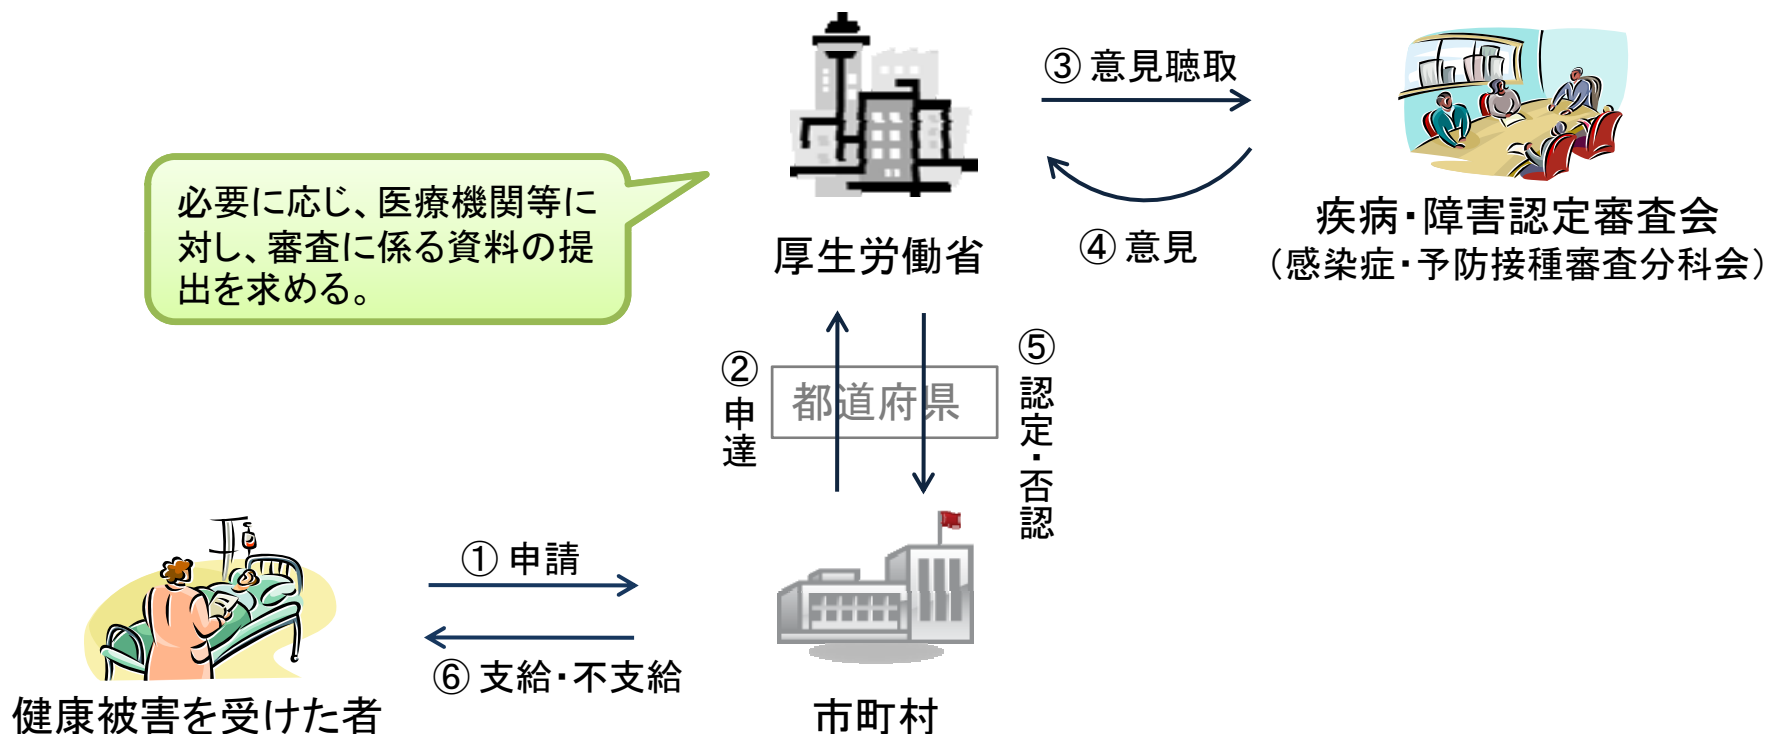 ③ 意見聴取
必要に応じ、医療機関等に
対し、審査に係る資料の提
出を求める。
厚生労働省
④ 意見
疾病・障害認定審査会
（感染症・予防接種審査分科会）
②申達
都道府県
⑤認定・否認
① 申請
⑥ 支給・不支給
健康被害を受けた者
市町村